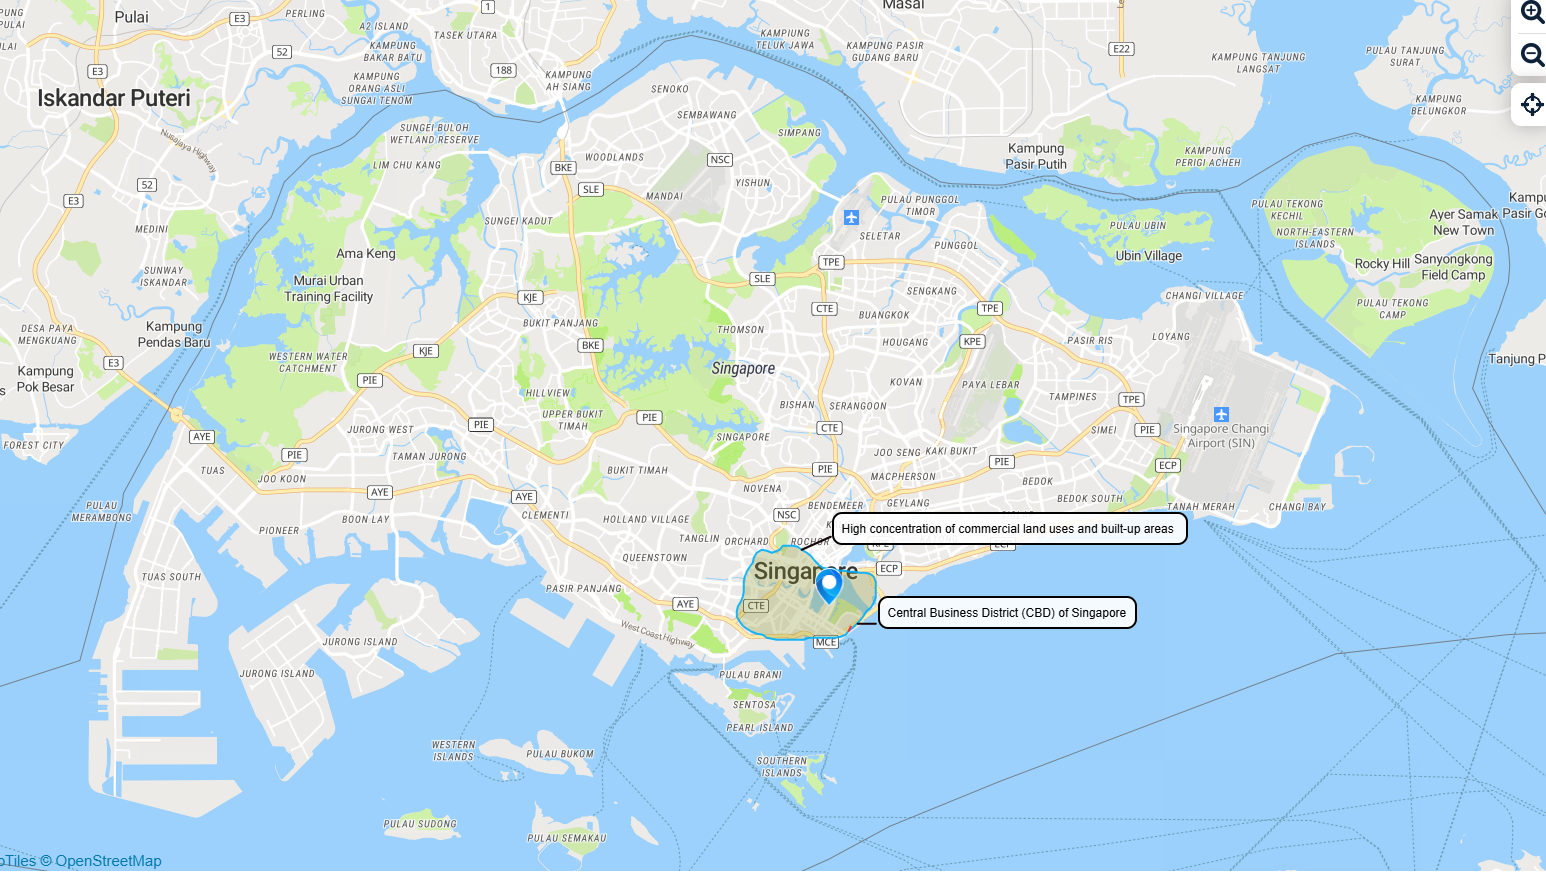 Pulai
E3
PERLING
1
Masai
A2 ISLAND
TASEK UTARA
KAMPUNG
TELUK JAWA
KAMPUNG PASIR
GUDANG BARU
E22
KAMPUNG
TANJUNG
LANGSAT
PULAU TANJUNG
SURAT
52
KAMPUNG
BAKAR BATU
E3
188
KAMPUNG
AH SIANG
KAMPUNG
ORANG ASLI
SUNGAI TENOM
Iskandar Puteri
SENOKO
SEMBAWANG
KAMPUNG
BELUNGKOR
SUNGEI BULOH
WETLAND RESERVE
SIMPANG
Nusajaya Highway
LIM CHU KANG
BKE
WOODLANDS
NSC
Kampung
Pasir Putih
KAMPUNG
PERIGI ACHEH
52
SLE
MANDAI
YISHUN
E3
PULAU PUNGGOL
TIMOR
PULAU TEKONG
KECHIL
Ayer Samak
New Town
MEDINI
SUNGEI KADUT
SELETAR
PULAU UBIN
NORTH-EASTERN
ISLANDS
Ama Keng
PUNGGOL
Ubin Village
TPE
Rocky Hill
Sanyongkong
Field Camp
SUNWAY
ISKANDAR
Murai Urban
Training Facility
SLE
SENGKANG
CHANGI VILLAGE
PULAU TEKONG
CAMP
KJE
CTE
BUANGKOK
TPE
DESA PAYA
MENGKUANG
Kampung
Pendas Baru
BUKIT PANJANG
THOMSON
HOUGANG
KPE
PASIR RIS
LOYANG
BKE
WESTERN WATER
CATCHMENT
KJE
E3
Kampung
Pok Besar
PIE
Singapore
KOVAN
PAYA LEBAR
HILLVIEW
TAMPINES
TPE
UPPER BUKIT
TIMAH
PIE
BISHAN
SERANGOON
FOREST CITY
AYE
JURONG WEST
PIE
CTE
SIMEI
PIE
Singapore Changi
Airport (SIN)
SINGAPORE
PIE
TAMAN JURONG
JOO SENG
KAKI BUKIT
TUAS
JOO KOON
BUKIT TIMAH
PIE
PIE
ECP
MACPHERSON
BEDOK
AYE
AYE
NOVENA
BENDEMEER
GEYLANG
BEDOK SOUTH
TANAH MERAH
CHANGI BAY
PULAU
MERAMBONG
BOON LAY
CLEMENTI
HOLLAND VILLAGE
NSC
PIONEER
High concentration of commercial land uses and built-up areas
TANGLIN
ORCHARD
ROCHOR
QUEENSTOWN
Singapore
ECP
TUAS SOUTH
PASIR PANJANG
AYE
CTE
Central Business District (CBD) of Singapore
West Coast Highway
MCE
JURONG ISLAND
JURONG ISLAND
PULAU BRANI
SENTOSA
PEARL ISLAND
WESTERN
ISLANDS
PULAU BUKOM
SOUTHERN
ISLANDS
PULAU SUDONG
PULAU SEMAKAU
Tiles © OpenStreetMap